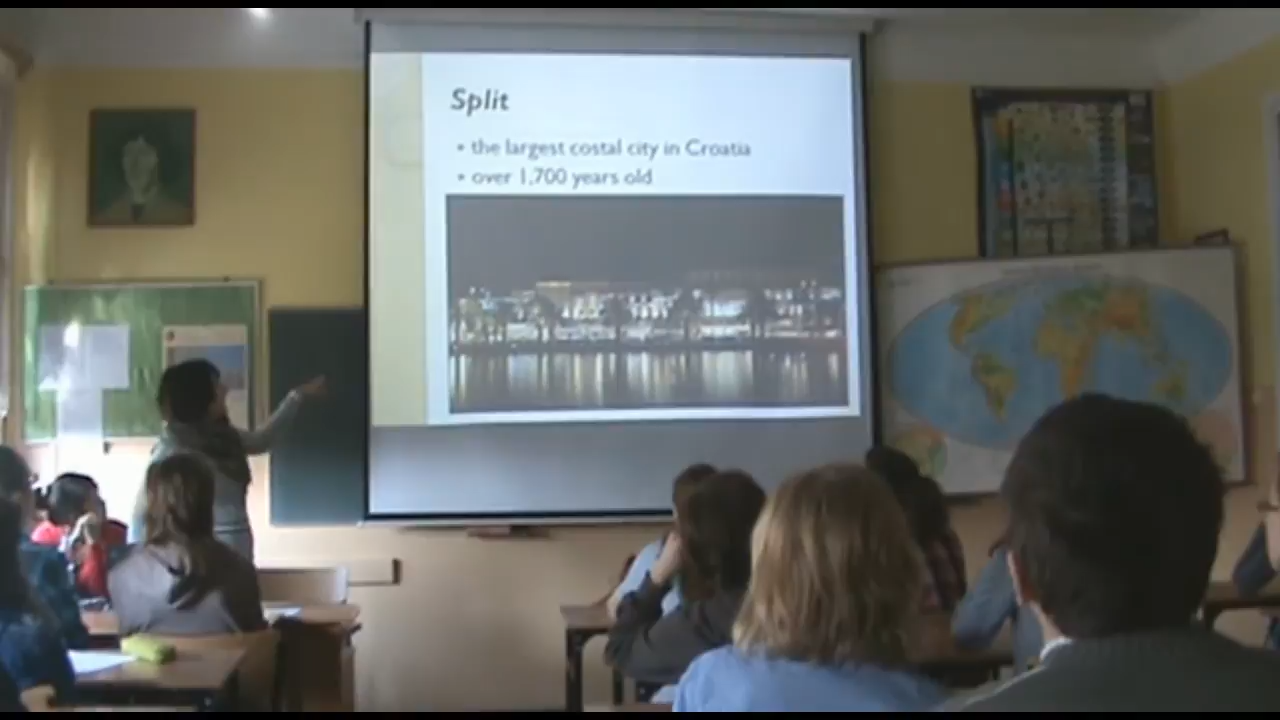 Split
• the largest costal city in Croatia
• over 1,700 years old